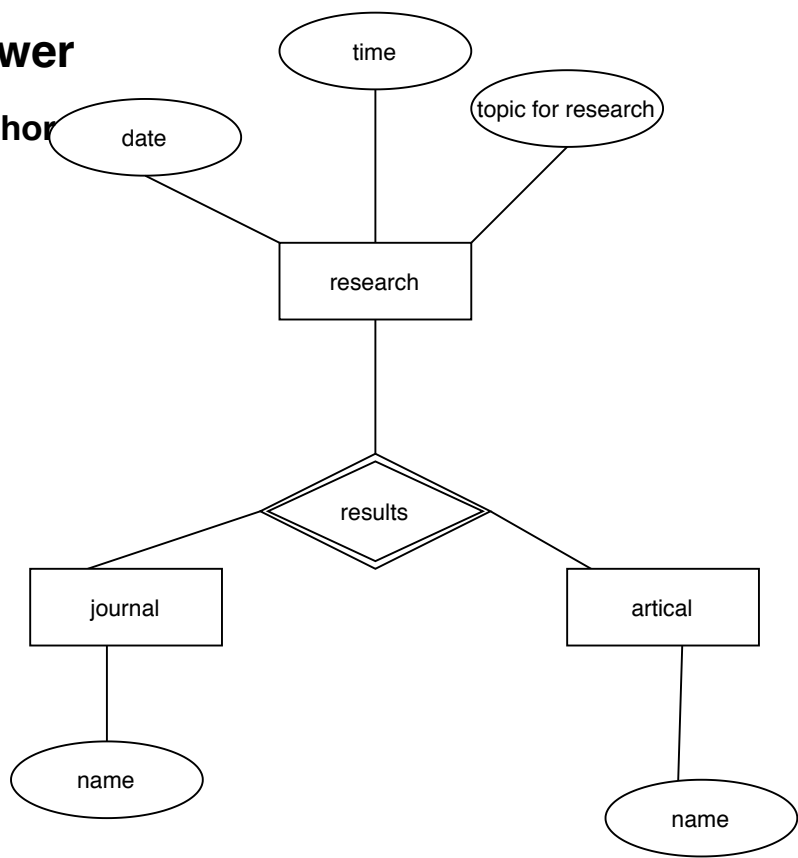 wer
time
topic for research
hor
date
research
results
journal
artical
name
name